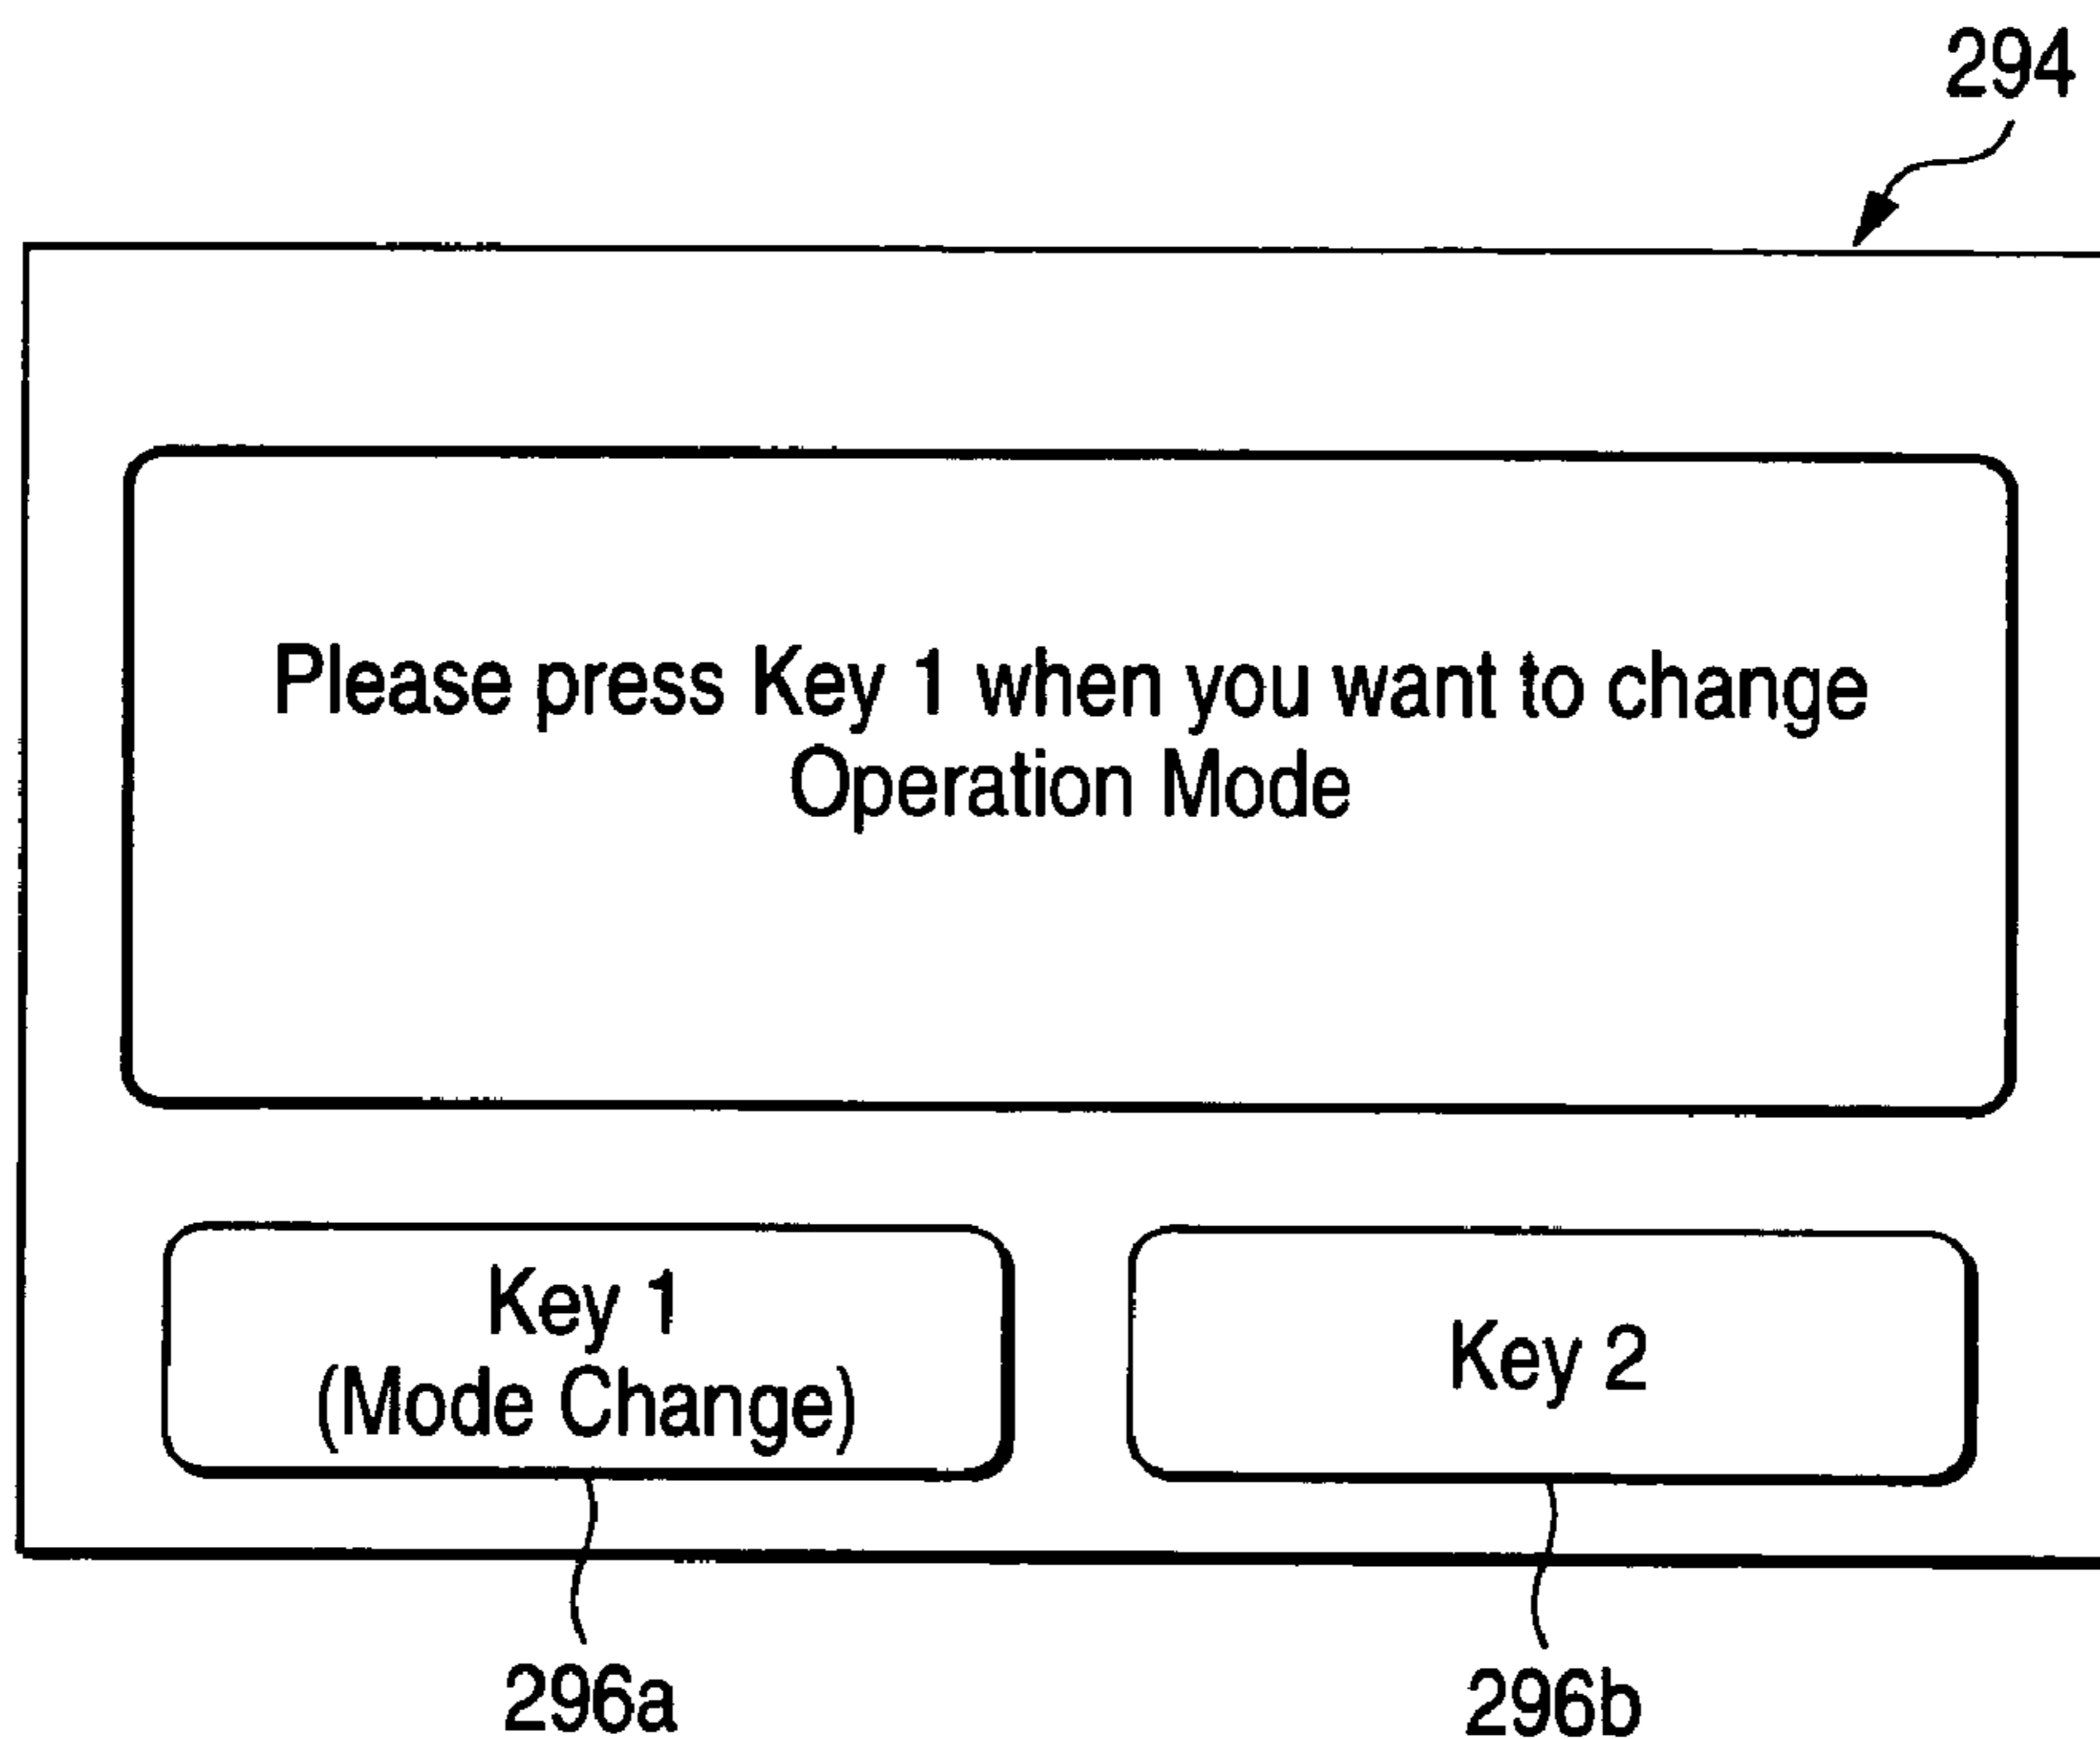 294
Please press Key 1 when you want to change
Operation Mode
Key 1
(Mode Change)
Key 2
296a
296b